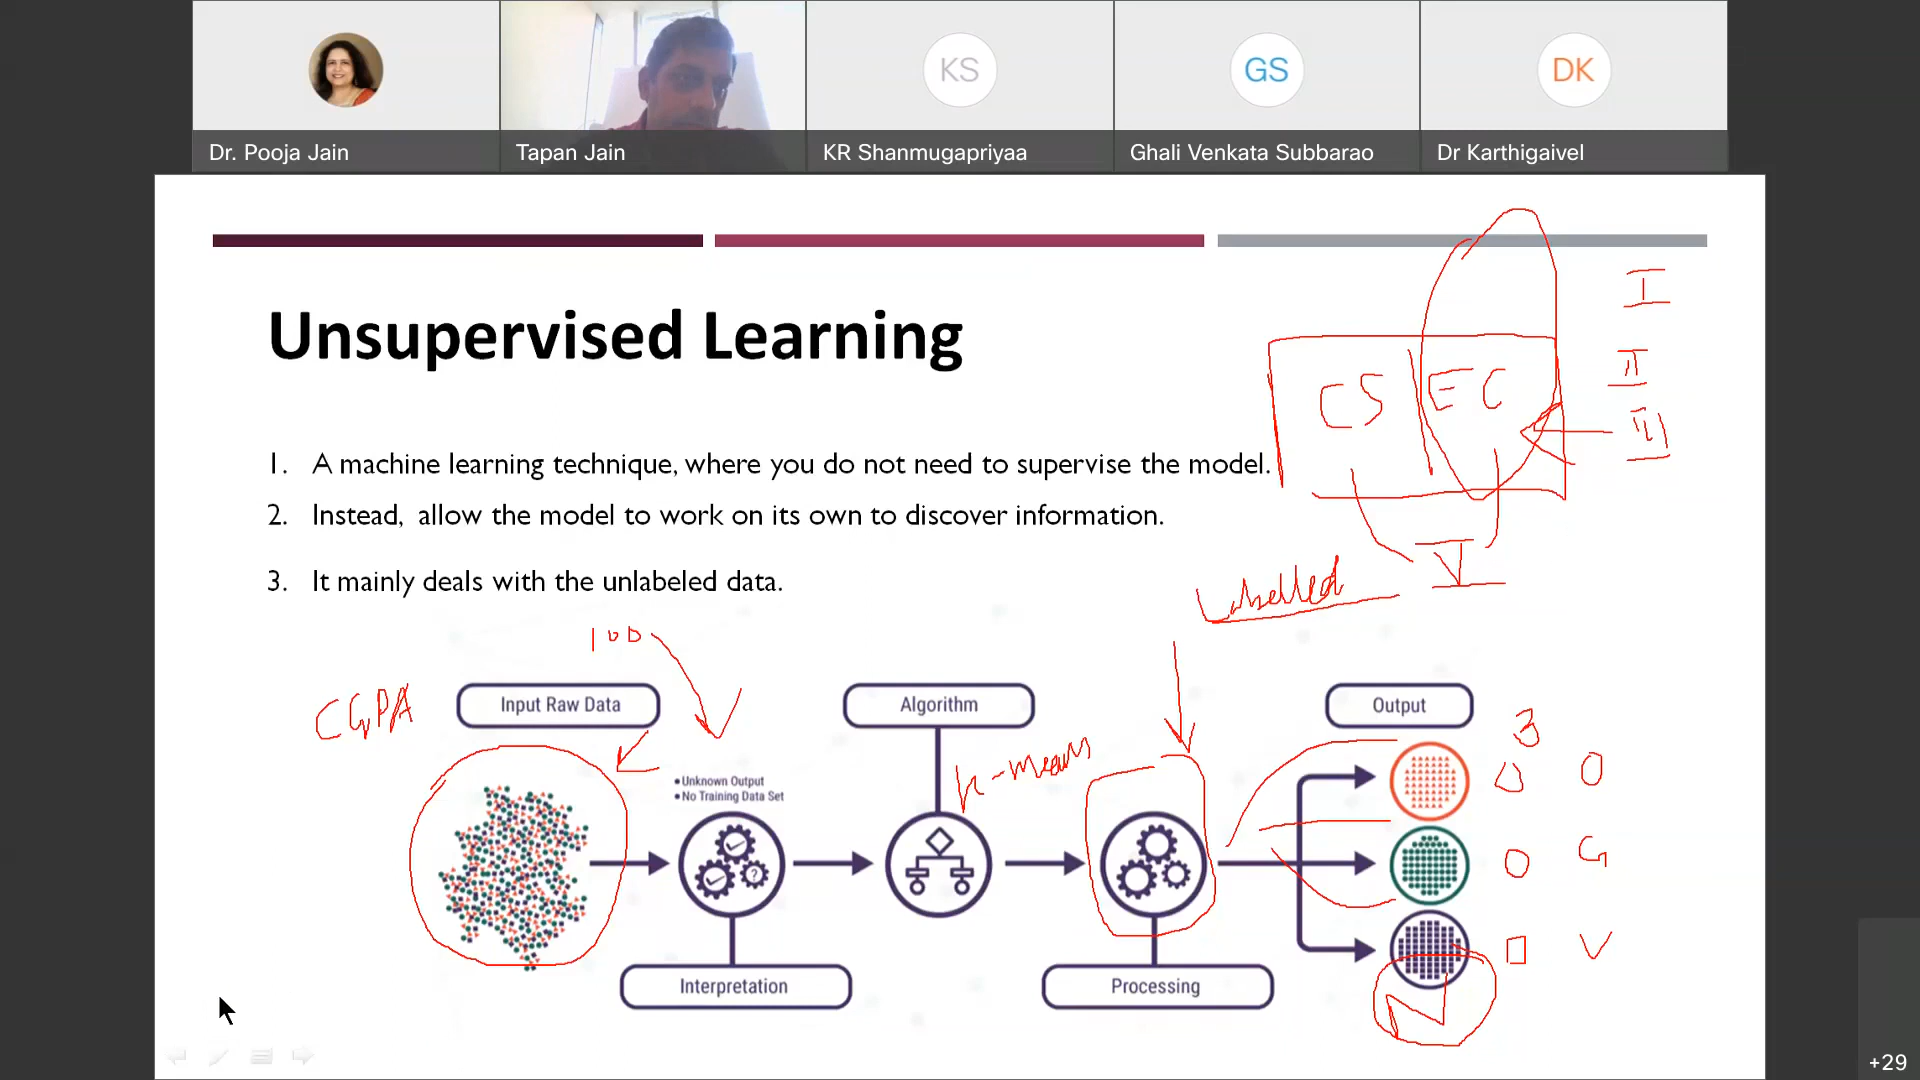 KS
GS
DK
Dr. Pooja Jain
Tapan Jain
KR Shanmugapriyaa
Ghali Venkata Subbarao
Dr Karthigaivel
Unsupervised Learning
I
II
CS EC
III
1. A machine learning technique, where you do not need to supervise the model.
2. Instead, allow the model to work on its own to discover information.
V
3. It mainly deals with the unlabeled data.
Labelled
100
CGPA
Input Raw Data
Algorithm
Output
3
•Unknown Output
•No Training Data Set
k-means
O
G
V
?
Interpretation
Processing
N
+29